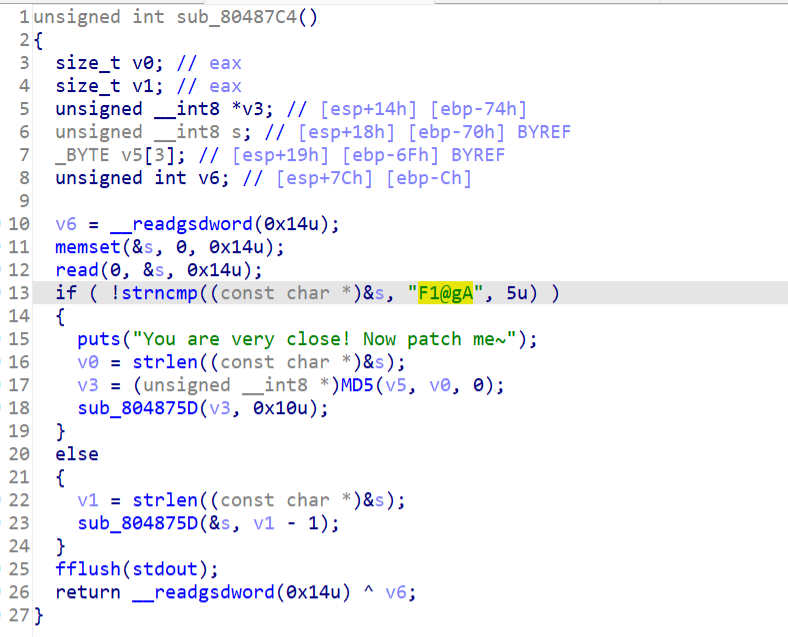 1 unsigned int sub_80487C4()
2 {
3 size_t v0; // eax
4 size_t v1; // eax
5 unsigned __int8 *v3; // [esp+14h] [ebp-74h]
6 unsigned __int8 s; // [esp+18h] [ebp-70h] BYREF
7 _BYTE v5[3]; // [esp+19h] [ebp-6Fh] BYREF
8 unsigned int v6; // [esp+7Ch] [ebp-Ch]
9
10 v6 = __readgsdword(0x14u);
11 memset(&s, 0, 0x14u);
12 read(0, &s, 0x14u);
13 if ( !strncmp((const char *)&s, "F1@gA", 5u) )
14 {
15 puts("You are very close! Now patch me~");
16 v0 = strlen((const char *)&s);
17 v3 = (unsigned __int8 *)MD5(v5, v0, 0);
18 sub_804875D(v3, 0x10u);
19 }
20 else
21 {
22 v1 = strlen((const char *)&s);
23 sub_804875D(&s, v1 - 1);
24 }
25 fflush(stdout);
26 return __readgsdword(0x14u) ^ v6;
27 }